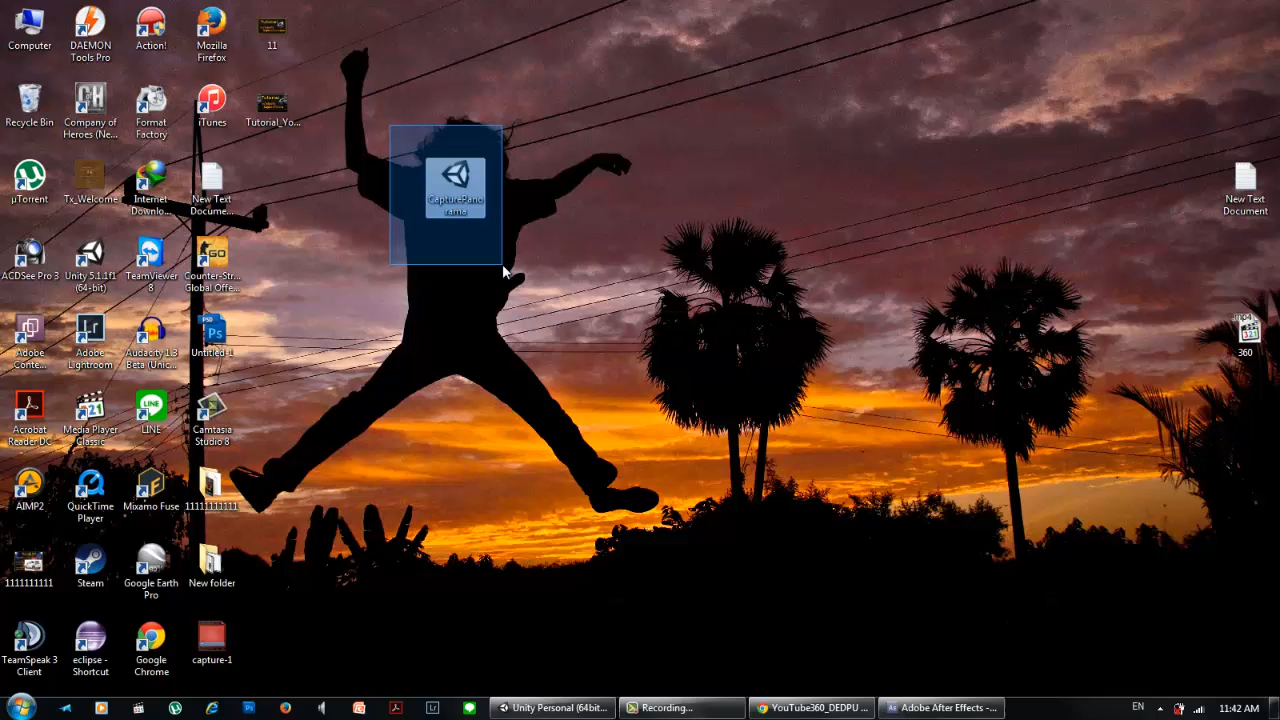 Computer
DAEMON
Tools Pro
Action!
Mozilla
Firefox
11
Recycle Bin
Company of
Heroes (Ne...
Format
Factory
iTunes
Tutorial_Yo...
µTorrent
Tx_Welcome
Internet
Downlo...
New Text
Docume...
CapturePano
rama
New Text
Document
ACDSee Pro 3
Unity 5.1.1f1
(64-bit)
TeamViewer
8
Counter-Str...
Global Offe...
Adobe
Conte...
Adobe
Lightroom
Audacity 1.3
Beta (Unic...
Untitled-1
360
Acrobat
Reader DC
Media Player
Classic
LINE
Camtasia
Studio 8
AIMP2
QuickTime
Player
Mixamo Fuse
11111111111
1111111111
Steam
Google Earth
Pro
New folder
TeamSpeak 3
Client
eclipse -
Shortcut
Google
Chrome
capture-1
Unity Personal (64bit...
Recording...
YouTube360_DEDPU ...
Adobe After Effects -...
EN
11:42 AM